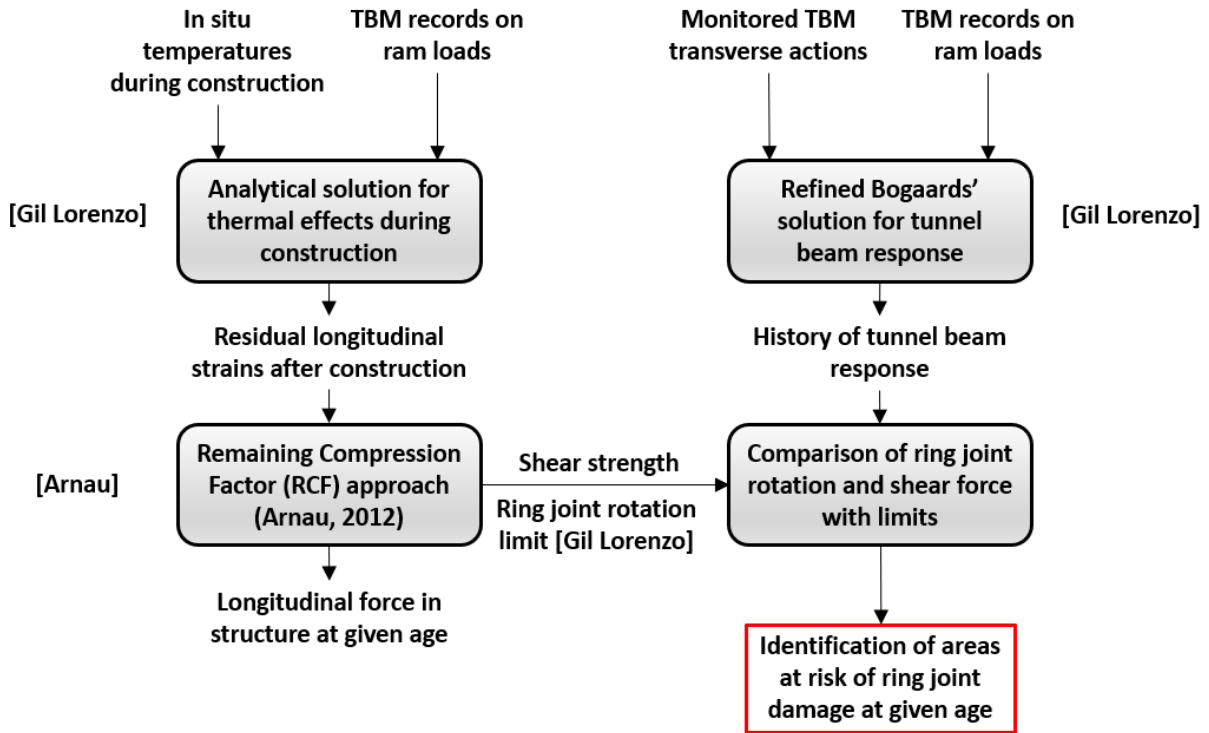 In situ
temperatures
during construction
TBM records on
ram loads
Monitored TBM
transverse actions
TBM records on
ram loads
[Gil Lorenzo]
Analytical solution for
thermal effects during
construction
Refined Bogaards’
solution for tunnel
beam response
[Gil Lorenzo]
Residual longitudinal
strains after construction
History of tunnel beam
response
[Arnau]
Remaining Compression
Factor (RCF) approach
(Arnau, 2012)
Shear strength
Ring joint rotation
limit [Gil Lorenzo]
Comparison of ring joint
rotation and shear force
with limits
Longitudinal force in
structure at given age
Identification of areas
at risk of ring joint
damage at given age